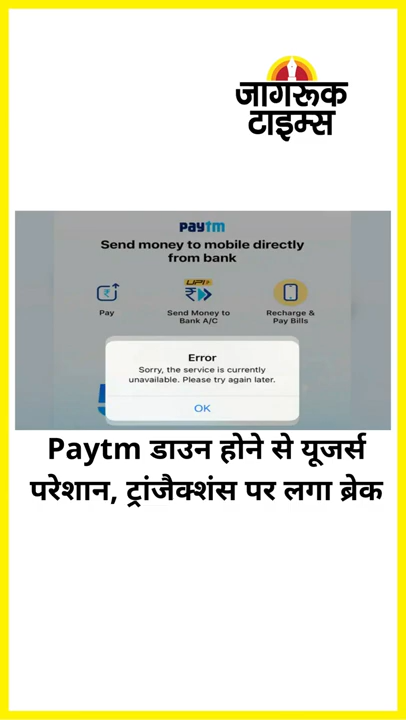 जागरूक
टाइम्स
paytm
Send money to mobile directly
from bank
UPI
Pay
Send Money to
Bank A/C
Recharge &
Pay Bills
Error
Sorry, the service is currently
unavailable. Please try again later.
OK
Paytm डाउन होने से यूजर्स
परेशान, ट्रांजैक्शंस पर लगा ब्रेक